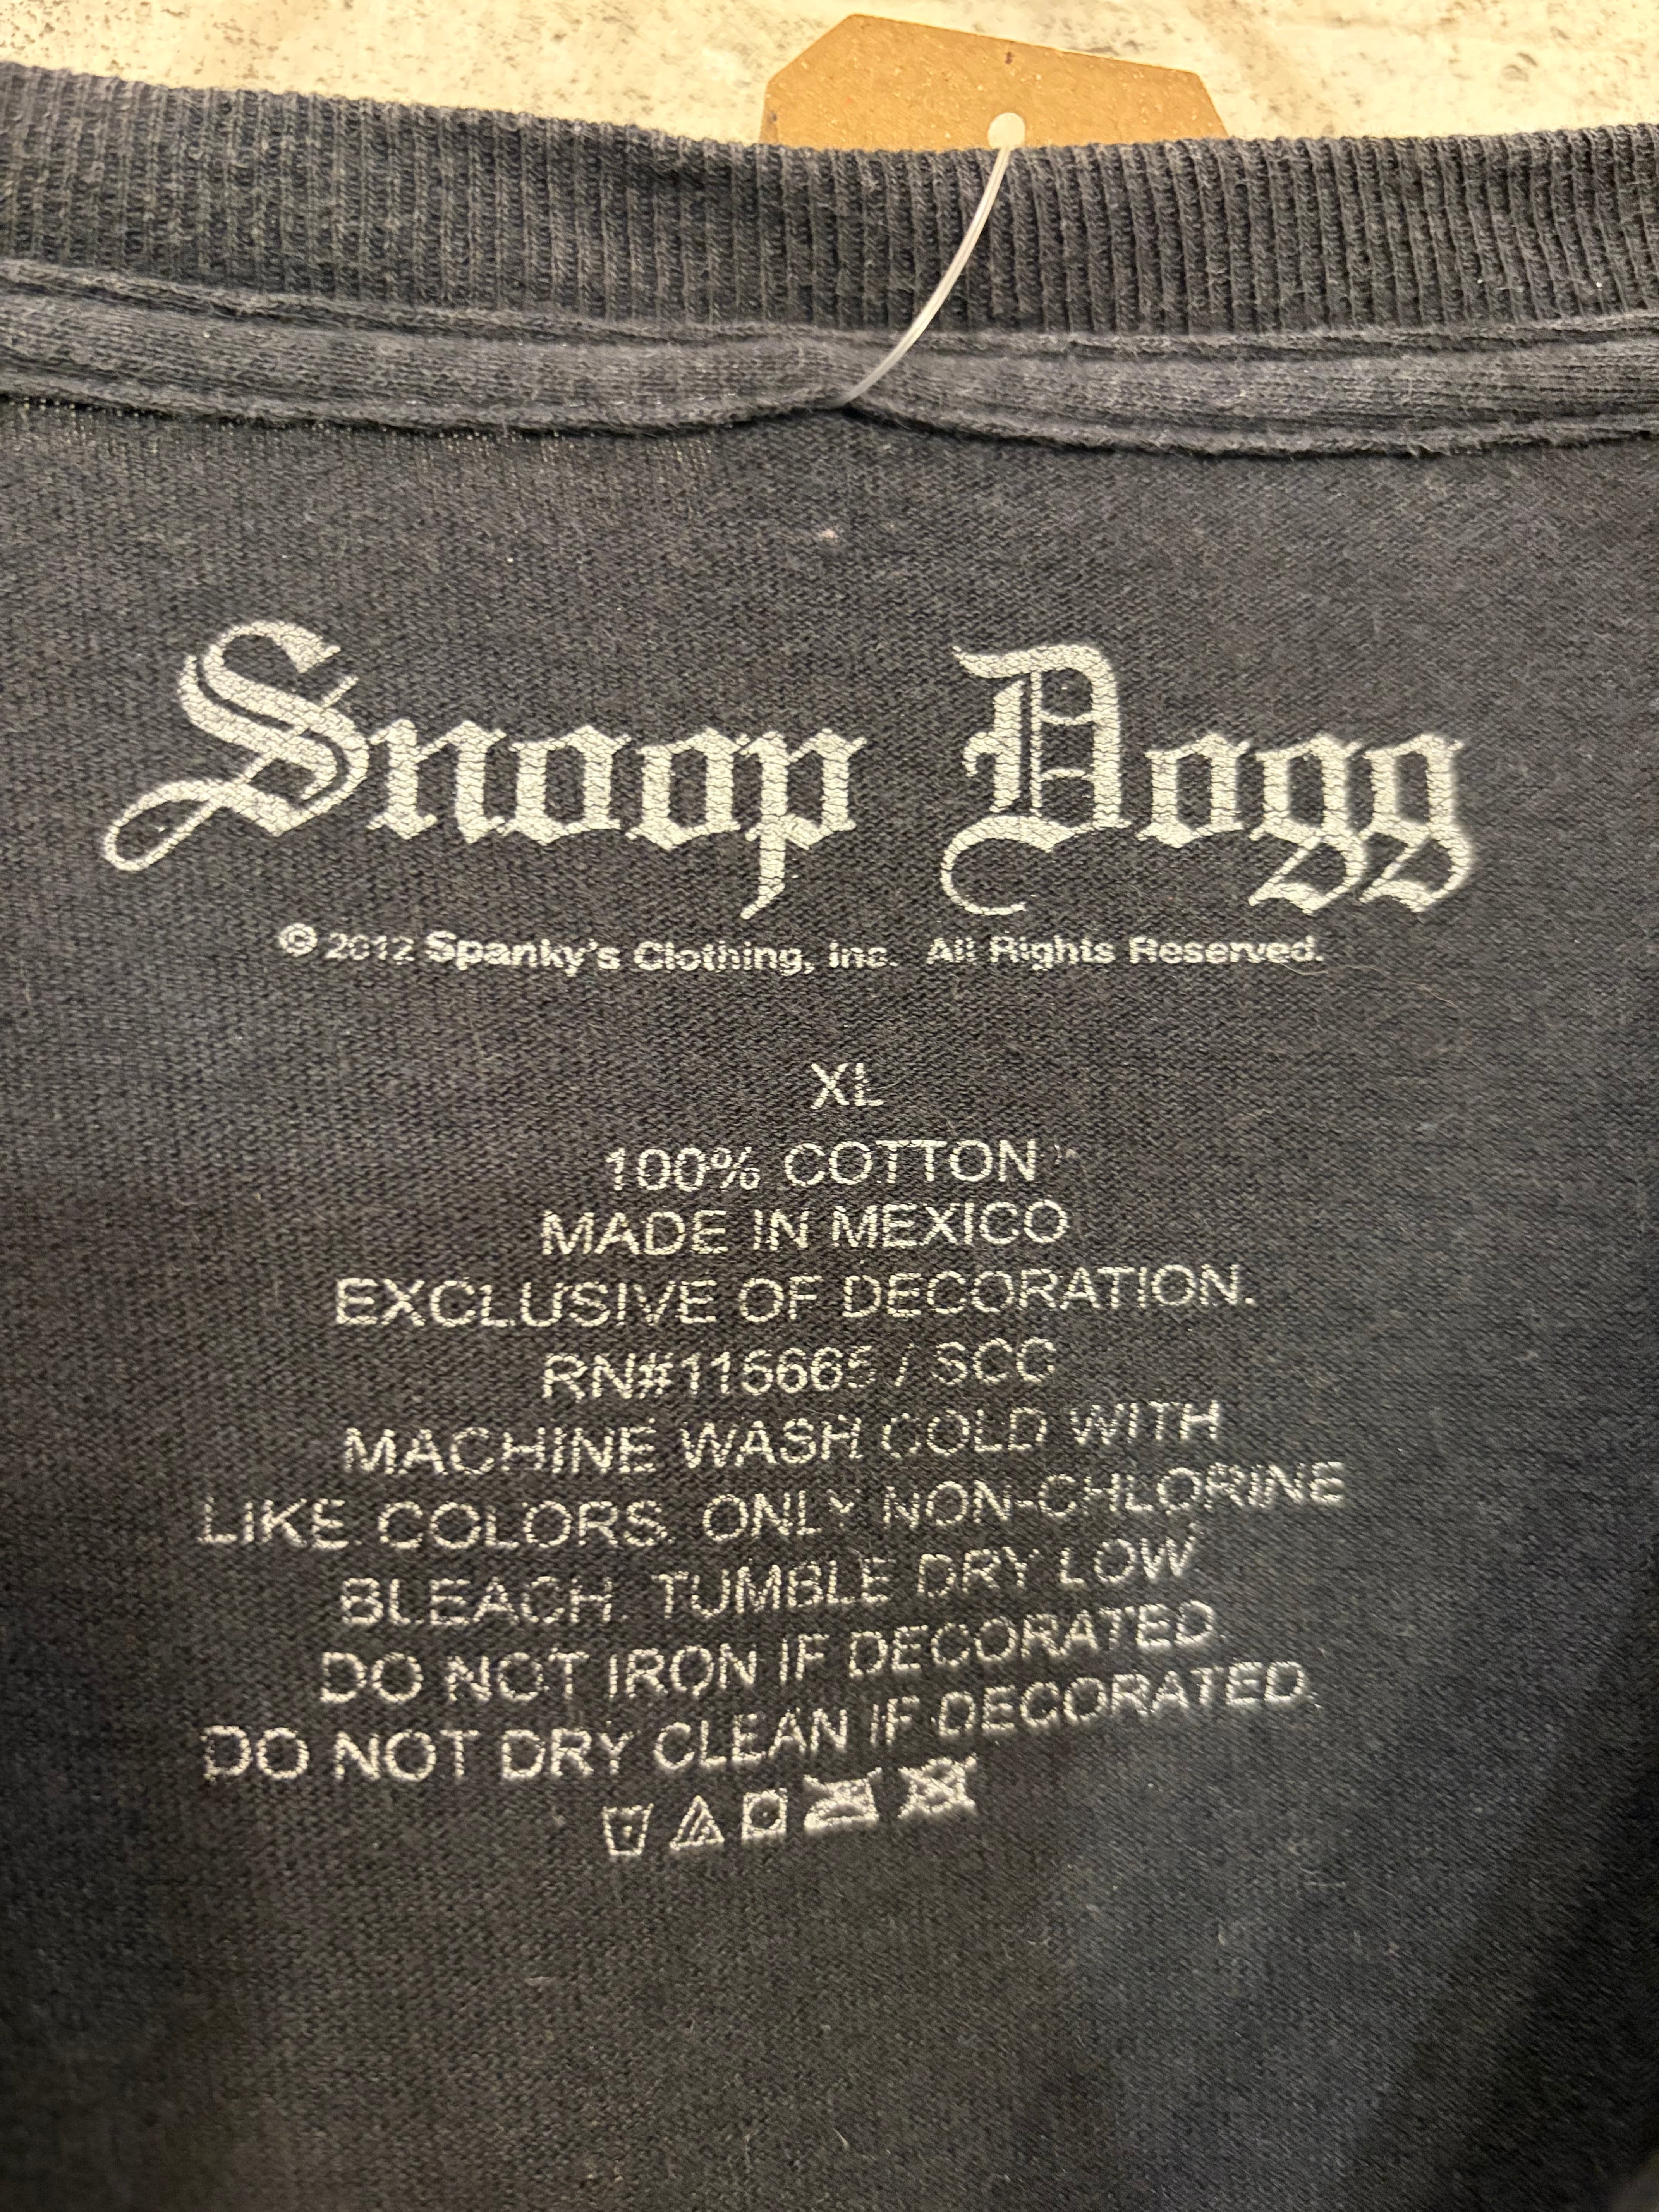 Snoop Dogg
© 2012 Spanky's Clothing, Inc. All Rights Reserved.
XL
100% COTTON
MADE IN MEXICO
EXCLUSIVE OF DECORATION.
RN#115665 / SCC
MACHINE WASH COLD WITH
LIKE COLORS. ONLY NON-CHLORINE
BLEACH. TUMBLE DRY LOW.
DO NOT IRON IF DECORATED.
DO NOT DRY CLEAN IF DECORATED.